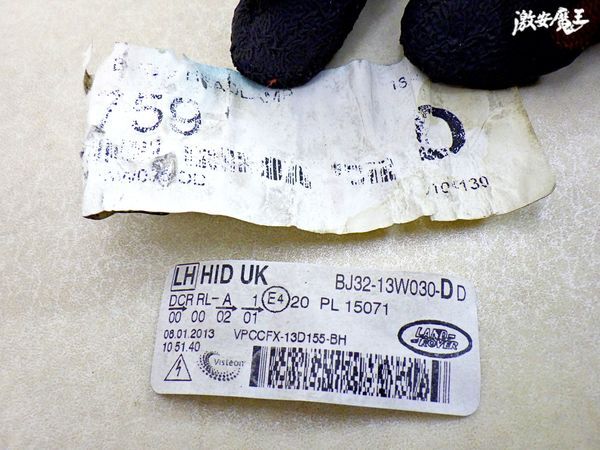 激安魔王
HEADLAMP
759
D
LH HID UK
BJ32-13W030-D D
DCR RL- A 1 E4 20 PL 15071
00 00 02 01
08.01.2013
VPCCFX-13D155-BH
10 51.40
Visteon
LAND-
ROVER